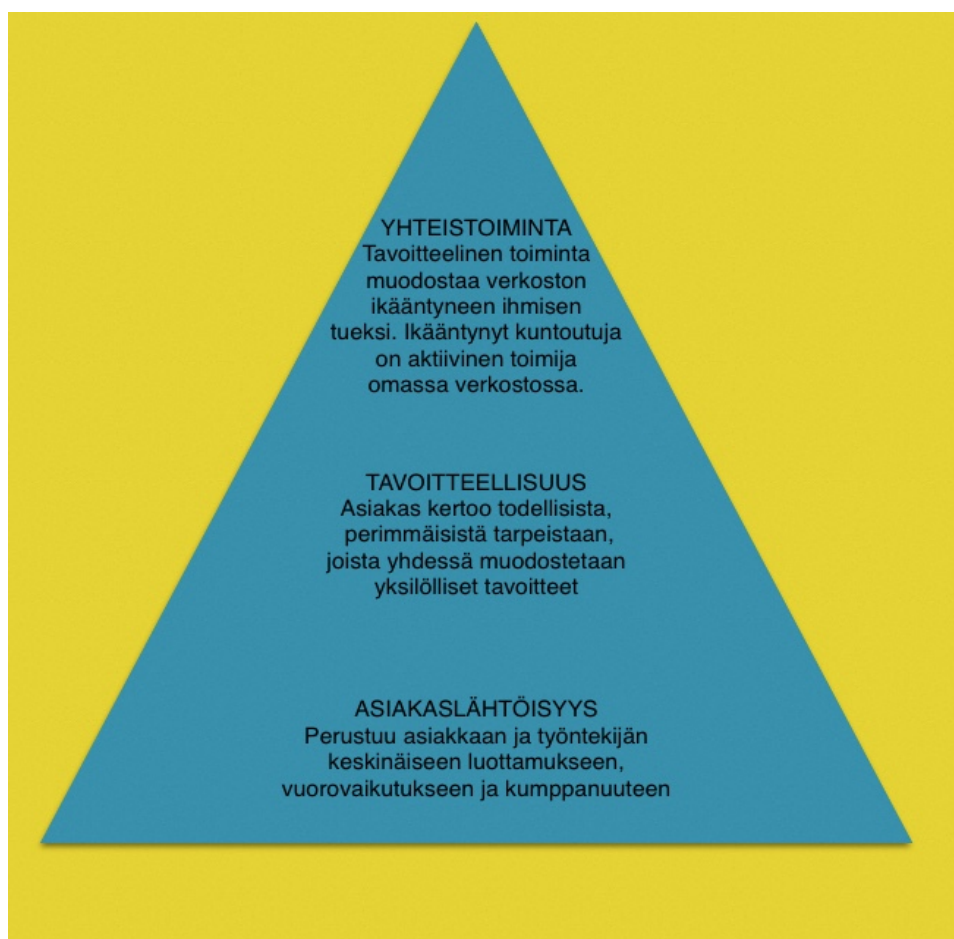 YHTEISTOIMINTA
Tavoitteelinen toiminta
muodostaa verkoston
ikääntyneen ihmisen
tueksi. Ikääntynyt kuntoutuja
on aktiivinen toimija
omassa verkostossa.
TAVOITTEELLISUUS
Asiakas kertoo todellisista,
perimmäisistä tarpeistaan,
joista yhdessä muodostetaan
yksilölliset tavoitteet
ASIAKASLÄHTÖISYYS
Perustuu asiakkaan ja työntekijän
keskinäiseen luottamukseen,
vuorovaikutukseen ja kumppanuuteen